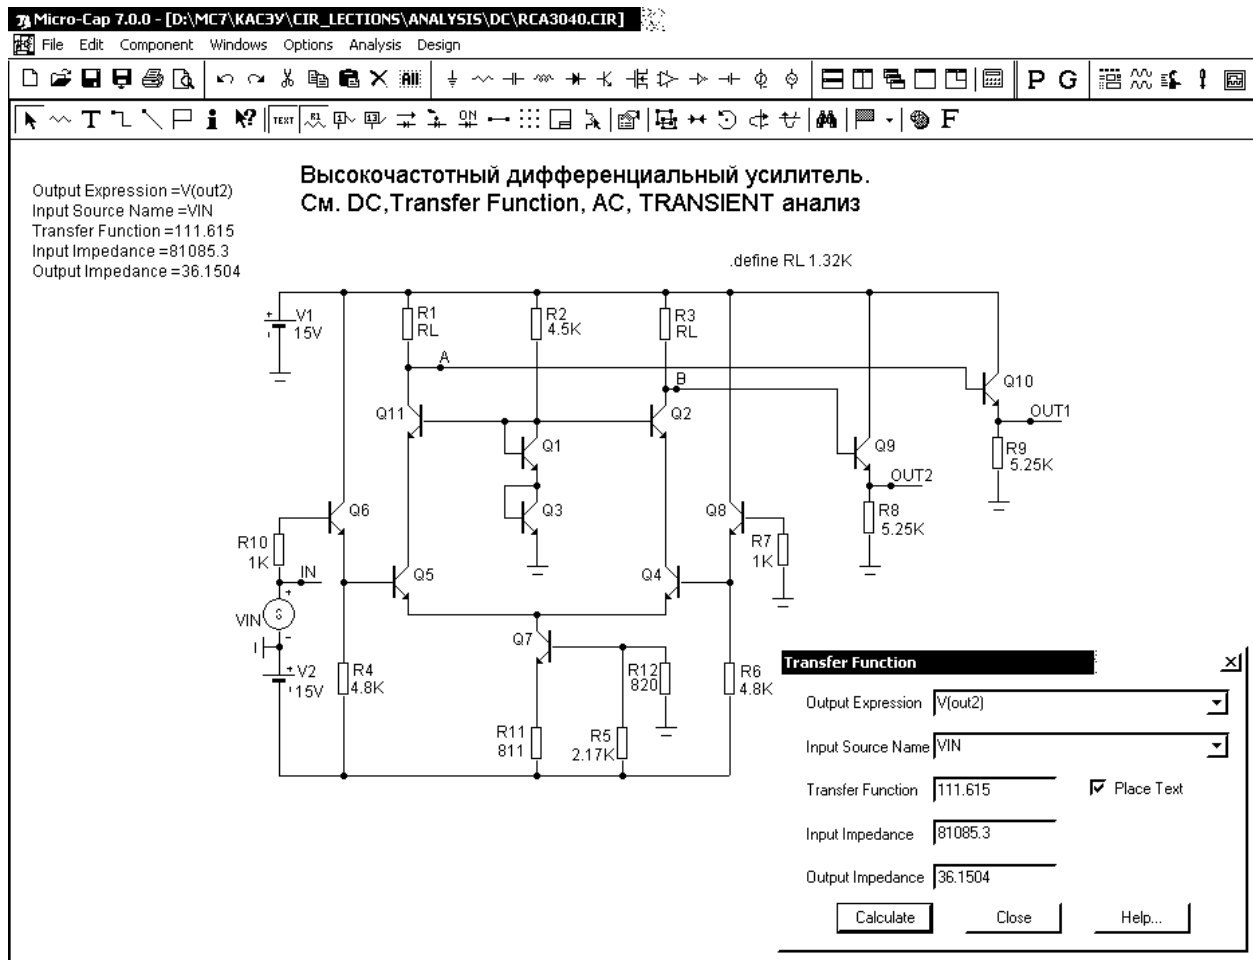 Micro-Cap 7.0.0 - [D:\MC7\КАСЭУ\CIR_LECTIONS\ANALYSIS\DC\RCA3040.CIR]
File Edit Component Windows Options Analysis Design
All P G
T TEXT R1 1 13 ON F
Высокочастотный дифференциальный усилитель.
См. DC,Transfer Function, AC, TRANSIENT анализ
Output Expression =V(out2)
Input Source Name =VIN
Transfer Function =111.615
Input Impedance =81085.3
Output Impedance =36.1504
.define RL 1.32K
V1
15V
R1
RL
R2
4.5K
R3
RL
A
B
Q10
OUT1
Q11
Q2
Q1
Q9
R9
5.25K
OUT2
Q6
Q3
Q8
R8
5.25K
R10
1K
R7
1K
IN
Q5
Q4
VIN
S
Q7
V2
15V
R4
4.8K
R12
820
R6
4.8K
R11
811
R5
2.17K
Transfer Function
Output Expression V(out2)
Input Source Name VIN
Transfer Function 111.615
Place Text
Input Impedance 81085.3
Output Impedance 36.1504
Calculate Close Help...